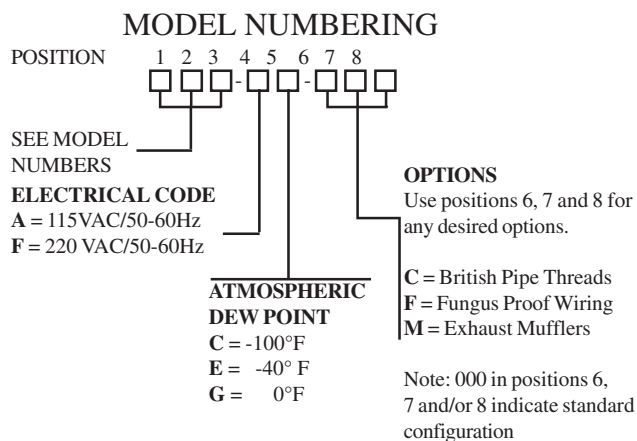 MODEL NUMBERING
POSITION 1 2 3 - 4 5 6 - 7 8
SEE MODEL
NUMBERS
ELECTRICAL CODE
A = 115VAC/50-60Hz
F = 220 VAC/50-60Hz
ATMOSPHERIC
DEW POINT
C = -100°F
E = -40° F
G = 0°F
OPTIONS
Use positions 6, 7 and 8 for
any desired options.
C = British Pipe Threads
F = Fungus Proof Wiring
M = Exhaust Mufflers
Note: 000 in positions 6,
7 and/or 8 indicate standard
configuration